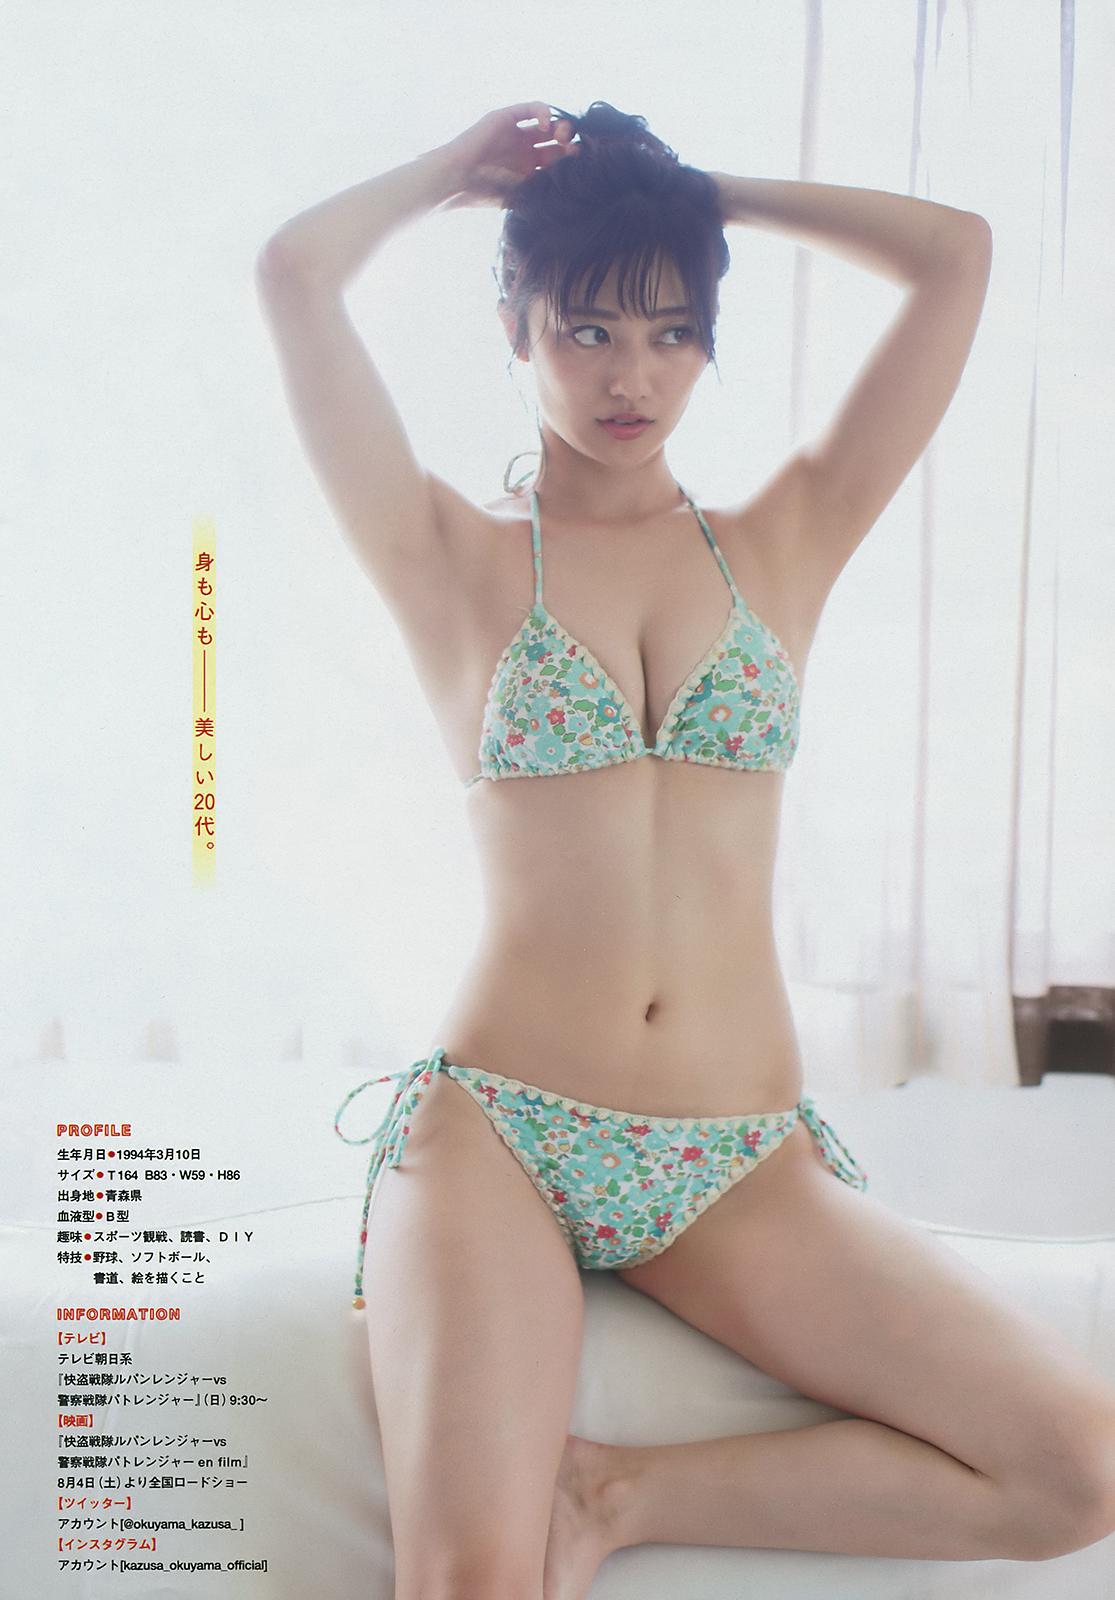 身も心も――美しい20代。
PROFILE
生年月日●1994年3月10日
サイズ●T164 B83・W59・H86
出身地●青森県
血液型●B型
趣味●スポーツ観戦、読書、DIY
特技●野球、ソフトボール、
書道、絵を描くこと
INFORMATION
【テレビ】
テレビ朝日系
『快盗戦隊ルパンレンジャーvs
警察戦隊パトレンジャー』（日）9:30～
【映画】
『快盗戦隊ルパンレンジャーvs
警察戦隊パトレンジャー en film』
8月4日（土）より全国ロードショー
【ツイッター】
アカウント[@okuyama_kazusa_ ]
【インスタグラム】
アカウント[kazusa_okuyama_official]